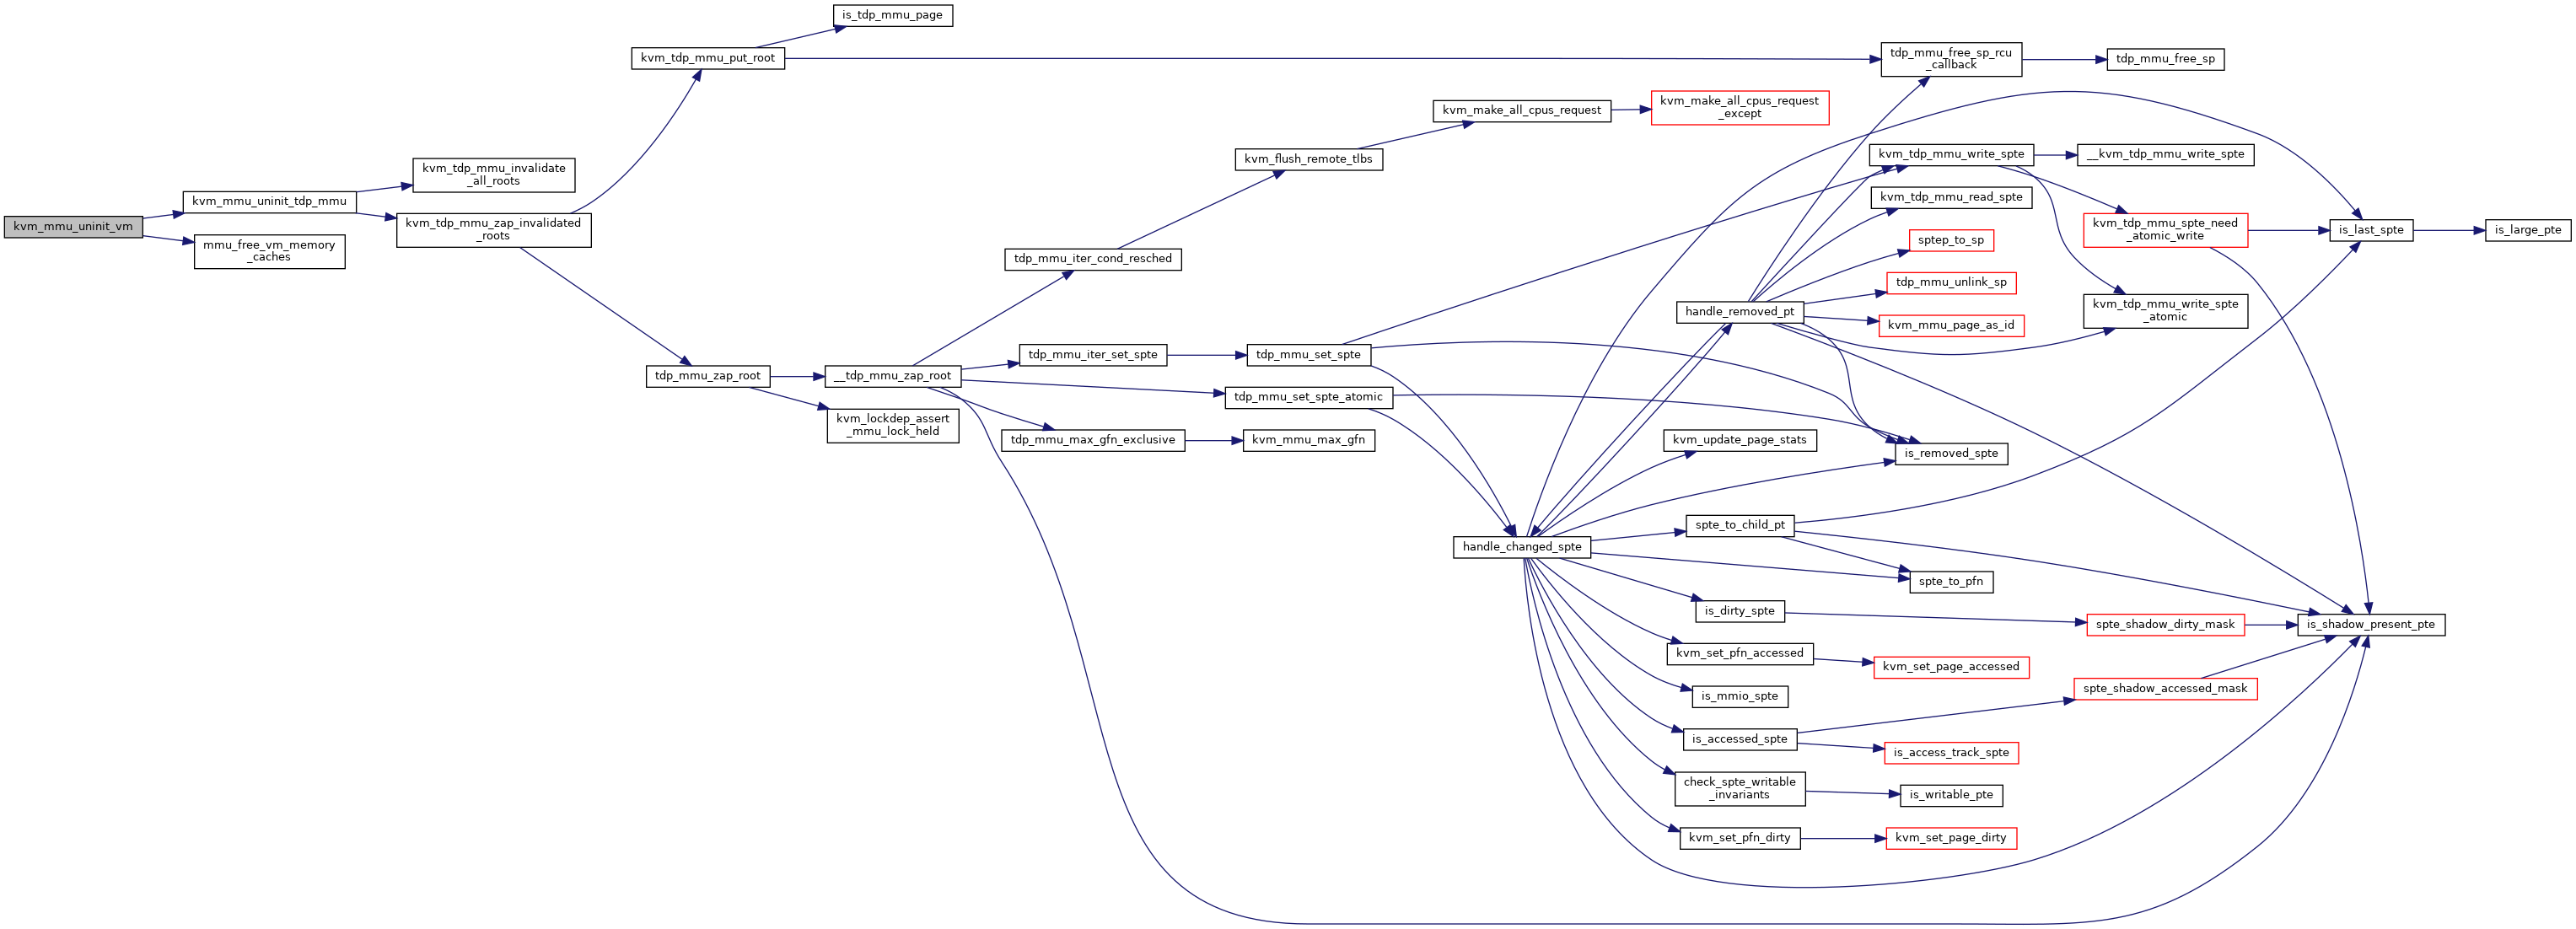 is_tdp_mmu_page
kvm_tdp_mmu_put_root
tdp_mmu_free_sp_rcu
_callback
tdp_mmu_free_sp
kvm_make_all_cpus_request
kvm_make_all_cpus_request
_except
kvm_flush_remote_tlbs
kvm_tdp_mmu_write_spte
__kvm_tdp_mmu_write_spte
kvm_tdp_mmu_invalidate
_all_roots
kvm_mmu_uninit_tdp_mmu
kvm_tdp_mmu_read_spte
kvm_mmu_uninit_vm
kvm_tdp_mmu_zap_invalidated
_roots
kvm_tdp_mmu_spte_need
_atomic_write
is_last_spte
is_large_pte
mmu_free_vm_memory
_caches
tdp_mmu_iter_cond_resched
sptep_to_sp
tdp_mmu_unlink_sp
handle_removed_pt
kvm_tdp_mmu_write_spte
_atomic
kvm_mmu_page_as_id
tdp_mmu_iter_set_spte
tdp_mmu_set_spte
tdp_mmu_zap_root
__tdp_mmu_zap_root
tdp_mmu_set_spte_atomic
kvm_lockdep_assert
_mmu_lock_held
tdp_mmu_max_gfn_exclusive
kvm_mmu_max_gfn
kvm_update_page_stats
is_removed_spte
spte_to_child_pt
handle_changed_spte
spte_to_pfn
is_dirty_spte
spte_shadow_dirty_mask
is_shadow_present_pte
kvm_set_pfn_accessed
kvm_set_page_accessed
is_mmio_spte
spte_shadow_accessed_mask
is_accessed_spte
is_access_track_spte
check_spte_writable
_invariants
is_writable_pte
kvm_set_pfn_dirty
kvm_set_page_dirty